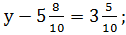 y − 5 8/10 = 3 5/10 ;